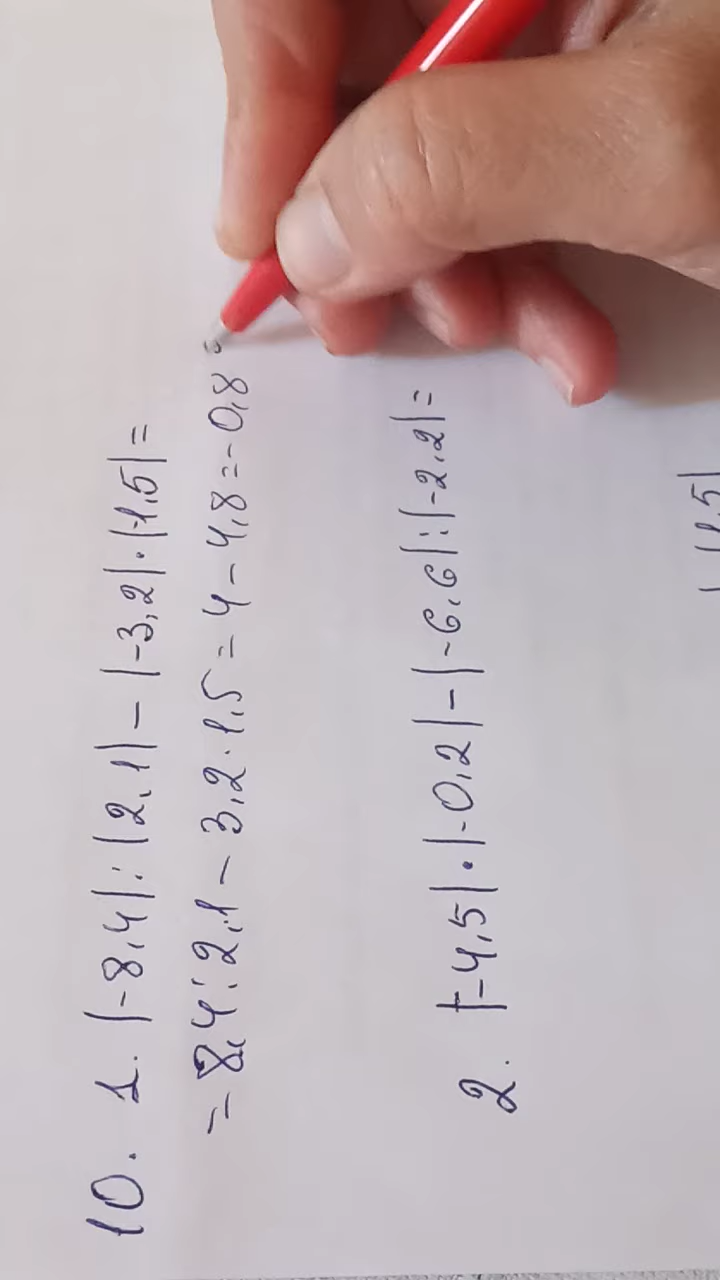 10. 1. |-8,4| : |2,1| - |-3,2| · |-1,5| =
= 8,4 : 2,1 - 3,2 · 1,5 = 4 - 4,8 = -0,8
2. |-4,5| · |-0,2| - |-6,6| : |-2,2| =